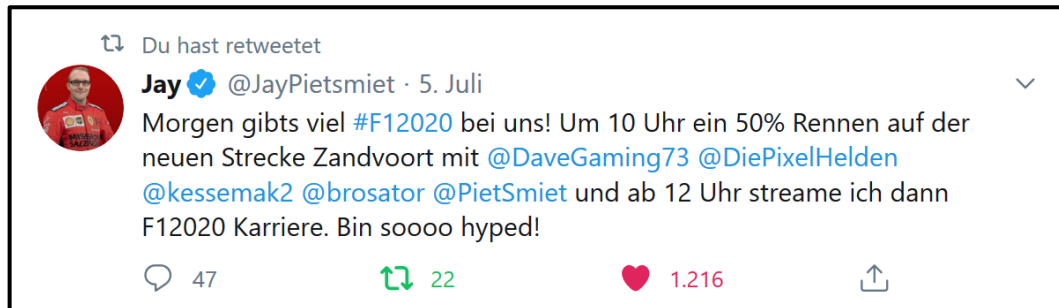 Du hast retweetet
Jay @JayPietsmiet · 5. Juli
Morgen gibts viel #F12020 bei uns! Um 10 Uhr ein 50% Rennen auf der
neuen Strecke Zandvoort mit @DaveGaming73 @DiePixelHelden
@kessemak2 @brosator @PietSmiet und ab 12 Uhr streame ich dann
F12020 Karriere. Bin soooo hyped!
47 22 1.216